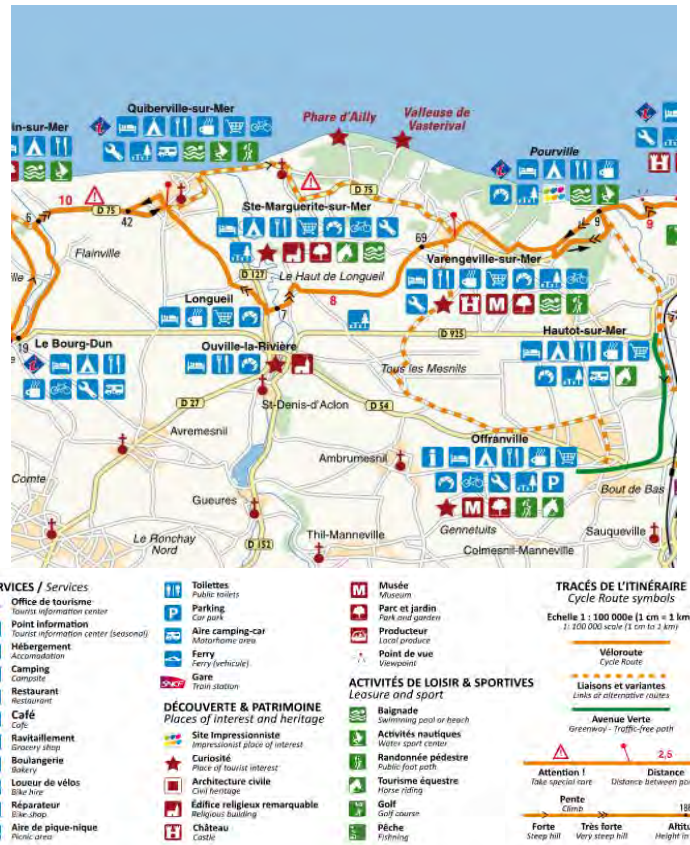 Quiberville-sur-Mer
Phare d'Ailly
Valleuse de
Vasterival
in-sur-Mer
Pourville
10
D 75
D 75
Ste-Marguerite-sur-Mer
6
42
9
9
69
Flainville
D 127
Le Haut de Longueil
Varengeville-sur-Mer
Longueil
7
8
19
Le Bourg-Dun
D 925
Hautot-sur-Mer
Ouville-la-Rivière
Tous les Mesnils
St-Denis-d'Aclon
D 27
D 54
Avremesnil
Offranville
Ambrumesnil
Comte
Gueures
Bout de Bas
Le Ronchay
Nord
D 152
Thil-Manneville
Gennetuits
Colmesnil-Manneville
Sauqueville
RVICES / Services
Office de tourisme
Tourist information center
Point information
Tourist information center (seasonal)
Hébergement
Accomodation
Camping
Campsite
Restaurant
Restaurant
Café
Café
Ravitaillement
Grocery shop
Boulangerie
Bakery
Loueur de vélos
Bike hire
Réparateur
Bike shop
Aire de pique-nique
Picnic area
Toilettes
Public toilets
P
Parking
Car park
Aire camping-car
Motorhome area
Ferry
Ferry (vehicule)
SNCF
Gare
Train station
DÉCOUVERTE & PATRIMOINE
Places of interest and heritage
Site Impressionniste
Impressionist place of interest
Curiosité
Place of tourist interest
Architecture civile
Civil heritage
Édifice religieux remarquable
Religious building
H
Château
Castle
M
Musée
Museum
Parc et jardin
Park and garden
Producteur
Local produce
Point de vue
Viewpoint
ACTIVITÉS DE LOISIR & SPORTIVES
Leasure and sport
Baignade
Swimming pool or beach
Activités nautiques
Water sport center
Randonnée pédestre
Public foot path
Tourisme équestre
Horse riding
Golf
Golf course
Pêche
Fishning
TRACÉS DE L'ITINÉRAIRE
Cycle Route symbols
Echelle 1 : 100 000e (1 cm = 1 km
1: 100 000 scale (1 cm to 1 km)
Véloroute
Cycle Route
Liaisons et variantes
Links or alternative routes
Avenue Verte
Greenway - Traffic-free path
2,5
Attention !
Take special care
Distance
Distance between po
Pente
Climb
188
Forte
Steep hill
Très forte
Very steep hill
Altitu
Height in